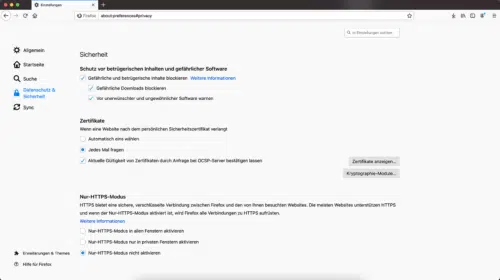 Einstellungen
Firefox
about:preferences#privacy
In Einstellungen suchen
Allgemein
Startseite
Suche
Datenschutz &
Sicherheit
Sync
Sicherheit
Schutz vor betrügerischen Inhalten und gefährlicher Software
Gefährliche und betrügerische Inhalte blockieren Weitere Informationen
Gefährliche Downloads blockieren
Vor unerwünschter und ungewöhnlicher Software warnen
Zertifikate
Wenn eine Website nach dem persönlichen Sicherheitszertifikat verlangt
Automatisch eins wählen
Jedes Mal fragen
Aktuelle Gültigkeit von Zertifikaten durch Anfrage bei OCSP-Server bestätigen lassen
Zertifikate anzeigen...
Kryptographie-Module...
Nur-HTTPS-Modus
HTTPS bietet eine sichere, verschlüsselte Verbindung zwischen Firefox und den von Ihnen besuchten Websites. Die meisten Websites unterstützen HTTPS
und wenn der Nur-HTTPS-Modus aktiviert ist, wird Firefox alle Verbindungen zu HTTPS aufrüsten.
Weitere Informationen
Nur-HTTPS-Modus in allen Fenstern aktivieren
Nur-HTTPS-Modus nur in privaten Fenstern aktivieren
Nur-HTTPS-Modus nicht aktivieren
Erweiterungen & Themes
Hilfe für Firefox